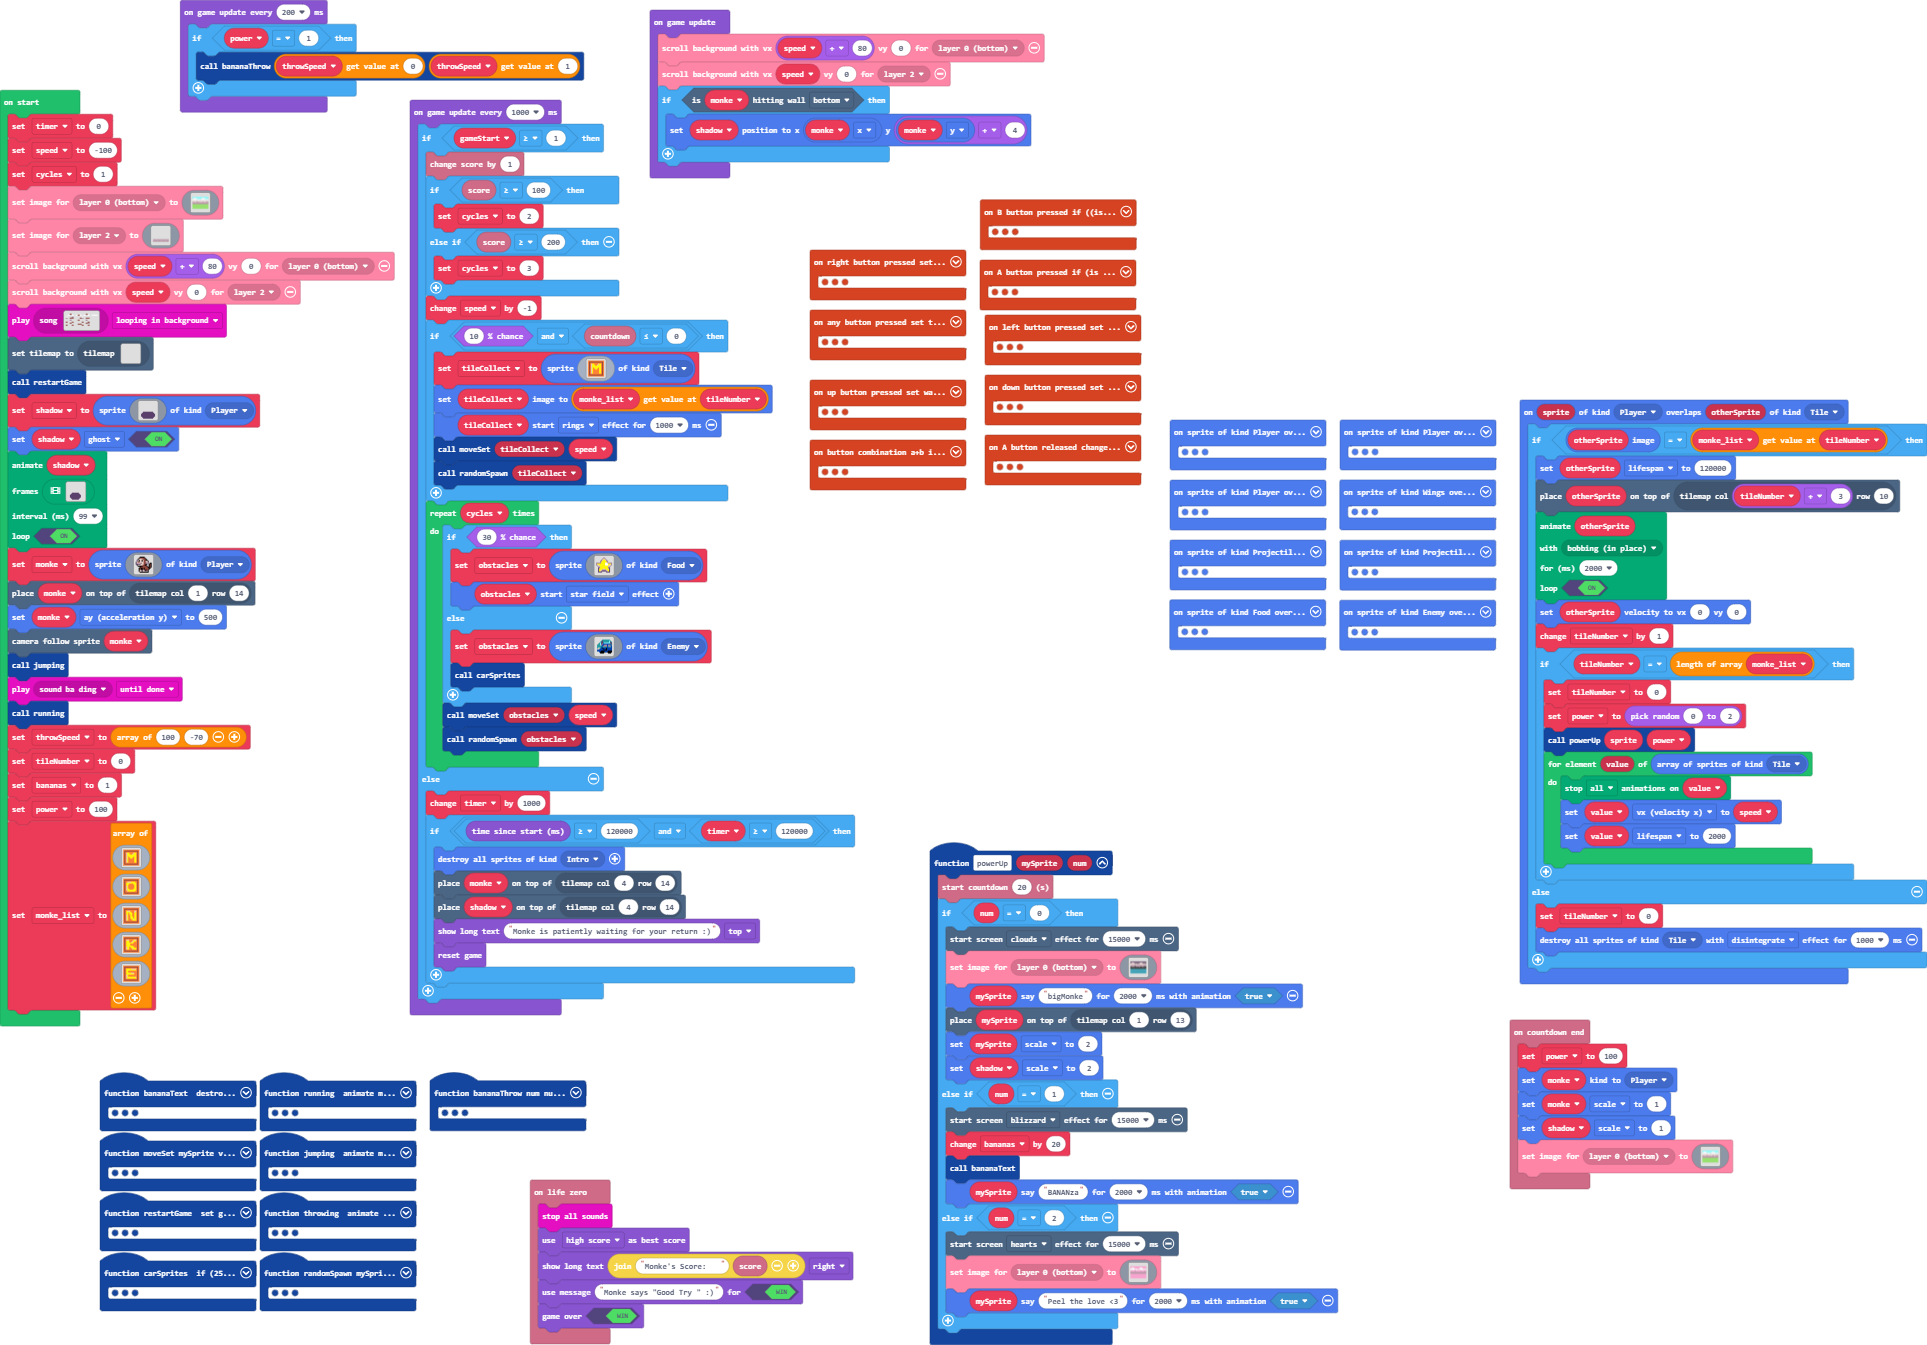 on game update every 200 ms
if power = 1 then
call bananaThrow throwSpeed get value at 0 throwSpeed get value at 1
on start
set timer to 0
set speed to -100
set cycles to 1
set image for layer 0 (bottom) to
set image for layer 2 to
scroll background with vx speed + 80 vy 0 for layer 0 (bottom)
scroll background with vx speed vy 0 for layer 2
play song looping in background
set tilemap to tilemap
call restartGame
set shadow to sprite of kind Player
set shadow ghost ON
animate shadow
frames
interval (ms) 99
loop ON
set monke to sprite of kind Player
place monke on top of tilemap col 1 row 14
set monke ay (acceleration y) to 500
camera follow sprite monke
call jumping
play sound ba ding until done
call running
set throwSpeed to array of 100 -70
set tileNumber to 0
set bananas to 1
set power to 100
set monke_list to array of
M
O
N
K
E
on game update every 1000 ms
if gameStart ≥ 1 then
change score by 1
if score ≥ 100 then
set cycles to 2
else if score ≥ 200 then
set cycles to 3
change speed by -1
if 10 % chance and countdown ≤ 0 then
set tileCollect to sprite M of kind Tile
set tileCollect image to monke_list get value at tileNumber
tileCollect start rings effect for 1000 ms
call moveSet tileCollect speed
call randomSpawn tileCollect
repeat cycles times
do if 30 % chance then
set obstacles to sprite of kind Food
obstacles start star field effect
else
set obstacles to sprite of kind Enemy
call carSprites
call moveSet obstacles speed
call randomSpawn obstacles
else
change timer by 1000
if time since start (ms) ≥ 120000 and timer ≥ 120000 then
destroy all sprites of kind Intro
place monke on top of tilemap col 4 row 14
place shadow on top of tilemap col 4 row 14
show long text "Monke is patiently waiting for your return :)" top
reset game
on game update
scroll background with vx speed + 80 vy 0 for layer 0 (bottom)
scroll background with vx speed vy 0 for layer 2
if is monke hitting wall bottom then
set shadow position to x monke x y monke y + 4
on B button pressed if ((is...
on right button pressed set...
on A button pressed if (is ...
on any button pressed set t...
on left button pressed set ...
on up button pressed set wa...
on down button pressed set ...
on button combination a+b i...
on A button released change...
on sprite of kind Player ov...
on sprite of kind Player ov...
on sprite of kind Player ov...
on sprite of kind Wings ove...
on sprite of kind Projectil...
on sprite of kind Projectil...
on sprite of kind Food over...
on sprite of kind Enemy ove...
on sprite of kind Player overlaps otherSprite of kind Tile
if otherSprite image = monke_list get value at tileNumber then
set otherSprite lifespan to 120000
place otherSprite on top of tilemap col tileNumber + 3 row 10
animate otherSprite
with bobbing (in place)
for (ms) 2000
loop ON
set otherSprite velocity to vx 0 vy 0
change tileNumber by 1
if tileNumber = length of array monke_list then
set tileNumber to 0
set power to pick random 0 to 2
call powerUp sprite power
for element value of array of sprites of kind Tile
do stop all animations on value
set value vx (velocity x) to speed
set value lifespan to 2000
else
set tileNumber to 0
destroy all sprites of kind Tile with disintegrate effect for 1000 ms
function powerUp mySprite num
start countdown 20 (s)
if num = 0 then
start screen clouds effect for 15000 ms
set image for layer 0 (bottom) to
mySprite say "bigMonke" for 2000 ms with animation true
place mySprite on top of tilemap col 1 row 13
set mySprite scale to 2
set shadow scale to 2
else if num = 1 then
start screen blizzard effect for 15000 ms
change bananas by 20
call bananaText
mySprite say "BANANza" for 2000 ms with animation true
else if num = 2 then
start screen hearts effect for 15000 ms
set image for layer 0 (bottom) to
mySprite say "Peel the love <3" for 2000 ms with animation true
on countdown end
set power to 100
set monke kind to Player
set monke scale to 1
set shadow scale to 1
set image for layer 0 (bottom) to
function bananaText destro...
function running animate m...
function bananaThrow num nu...
function moveSet mySprite v...
function jumping animate m...
function restartGame set g...
function throwing animate ...
function carSprites if (25...
function randomSpawn mySpri...
on life zero
stop all sounds
use high score as best score
show long text join "Monke's Score: " score right
use message "Monke says "Good Try " :)" for WIN
game over WIN